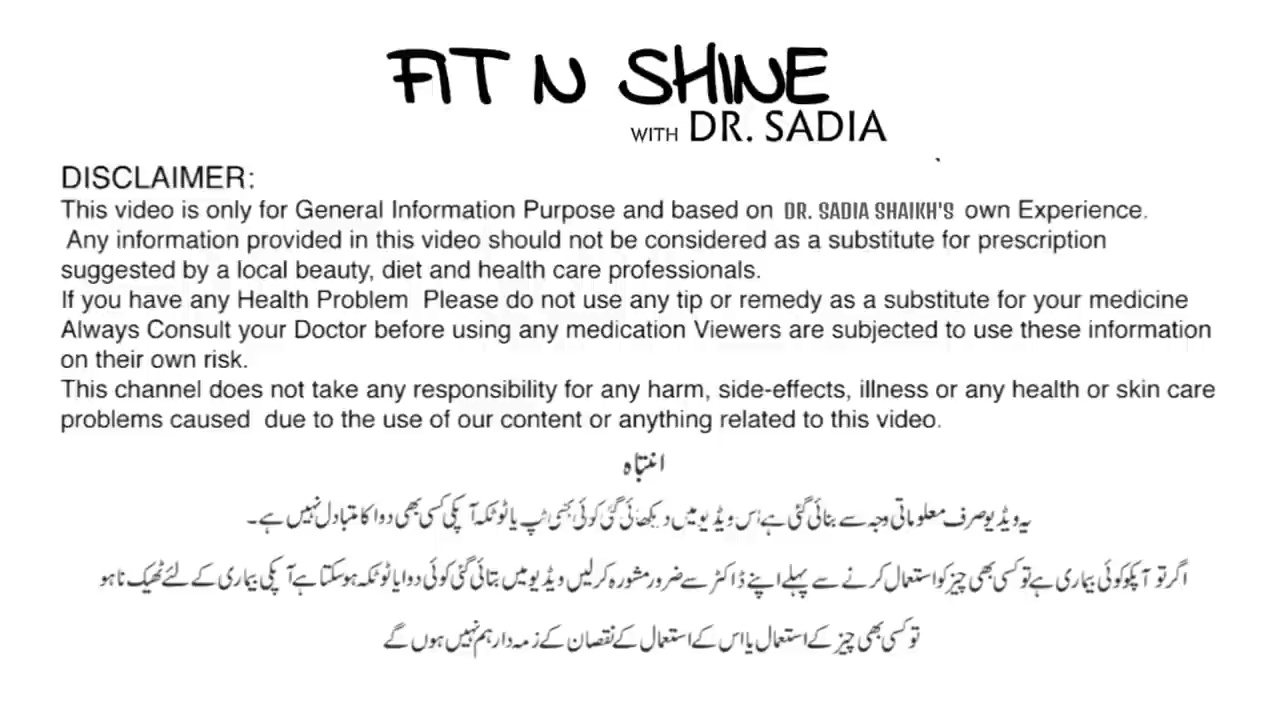 FIT N SHINE
WITH DR. SADIA
DISCLAIMER:
This video is only for General Information Purpose and based on DR. SADIA SHAIKH'S own Experience.
Any information provided in this video should not be considered as a substitute for prescription
suggested by a local beauty, diet and health care professionals.
If you have any Health Problem Please do not use any tip or remedy as a substitute for your medicine
Always Consult your Doctor before using any medication Viewers are subjected to use these information
on their own risk.
This channel does not take any responsibility for any harm, side-effects, illness or any health or skin care
problems caused due to the use of our content or anything related to this video.
انتباہ
یہ ویڈیو صرف معلوماتی وجہ سے بنائی گئی ہے اس ویڈیو میں دیکھائی گئی کوئی بھی ٹپ یا ٹوٹکہ آپکی کسی بھی دوا کا متبادل نہیں ہے۔
اگر تو آپکو کوئی بیماری ہے تو کسی بھی چیز کو استعمال کرنے سے پہلے اپنے ڈاکٹر سے ضرور مشورہ کرلیں ویڈیو میں بتائی گئی کوئی دوا یا ٹوٹکہ ہو سکتا ہے آپکی بیماری کے لئے ٹھیک نا ہو
تو کسی بھی چیز کے استعمال یا اس کے استعمال کے نقصان کے زمہ دار ہم نہیں ہوں گے